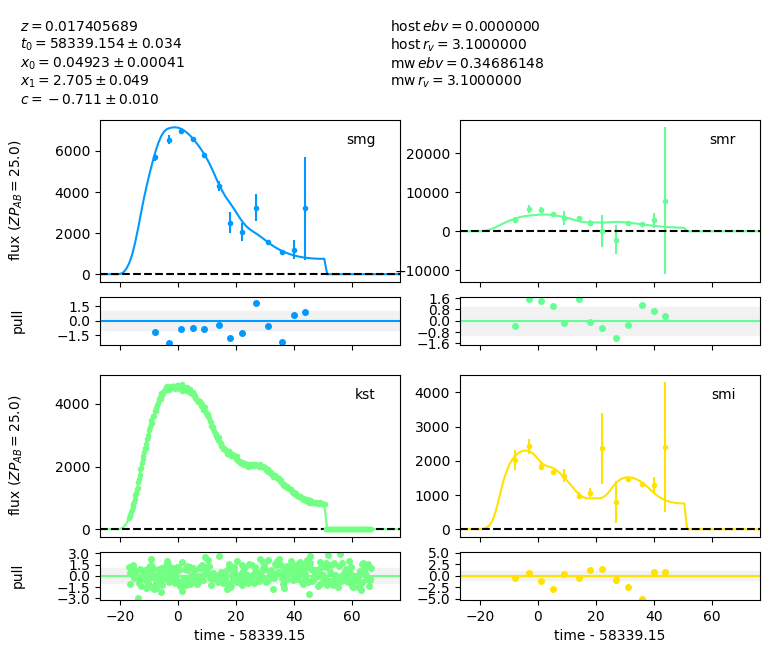 z = 0.017405689
t₀ = 58339.154 ± 0.034
x₀ = 0.04923 ± 0.00041
x₁ = 2.705 ± 0.049
c = −0.711 ± 0.010
host ebv = 0.0000000
host r_v = 3.1000000
mw ebv = 0.34686148
mw r_v = 3.1000000
flux (ZP_AB = 25.0)
6000
4000
2000
0
smg
20000
10000
0
−10000
smr
pull
1.5
0.0
−1.5
1.6
0.8
0.0
−0.8
−1.6
flux (ZP_AB = 25.0)
4000
2000
0
kst
4000
3000
2000
1000
0
smi
pull
3.0
1.5
0.0
−1.5
−3.0
−20 0 20 40 60
time - 58339.15
5.0
2.5
0.0
−2.5
−5.0
−20 0 20 40 60
time - 58339.15